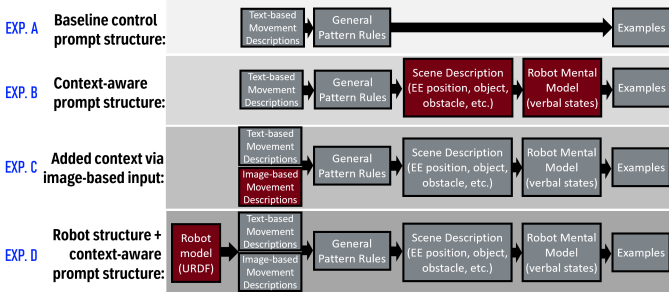 EXP. A
Baseline control
prompt structure:
Text-based
Movement
Descriptions
General
Pattern Rules
Examples
EXP. B
Context-aware
prompt structure:
Text-based
Movement
Descriptions
General
Pattern Rules
Scene Description
(EE position, object,
obstacle, etc.)
Robot Mental
Model
(verbal states)
Examples
EXP. C
Added context via
image-based input:
Text-based
Movement
Descriptions
Image-based
Movement
Descriptions
General
Pattern Rules
Scene Description
(EE position, object,
obstacle, etc.)
Robot Mental
Model
(verbal states)
Examples
EXP. D
Robot structure +
context-aware
prompt structure:
Robot
model
(URDF)
Text-based
Movement
Descriptions
Image-based
Movement
Descriptions
General
Pattern Rules
Scene Description
(EE position, object,
obstacle, etc.)
Robot Mental
Model
(verbal states)
Examples